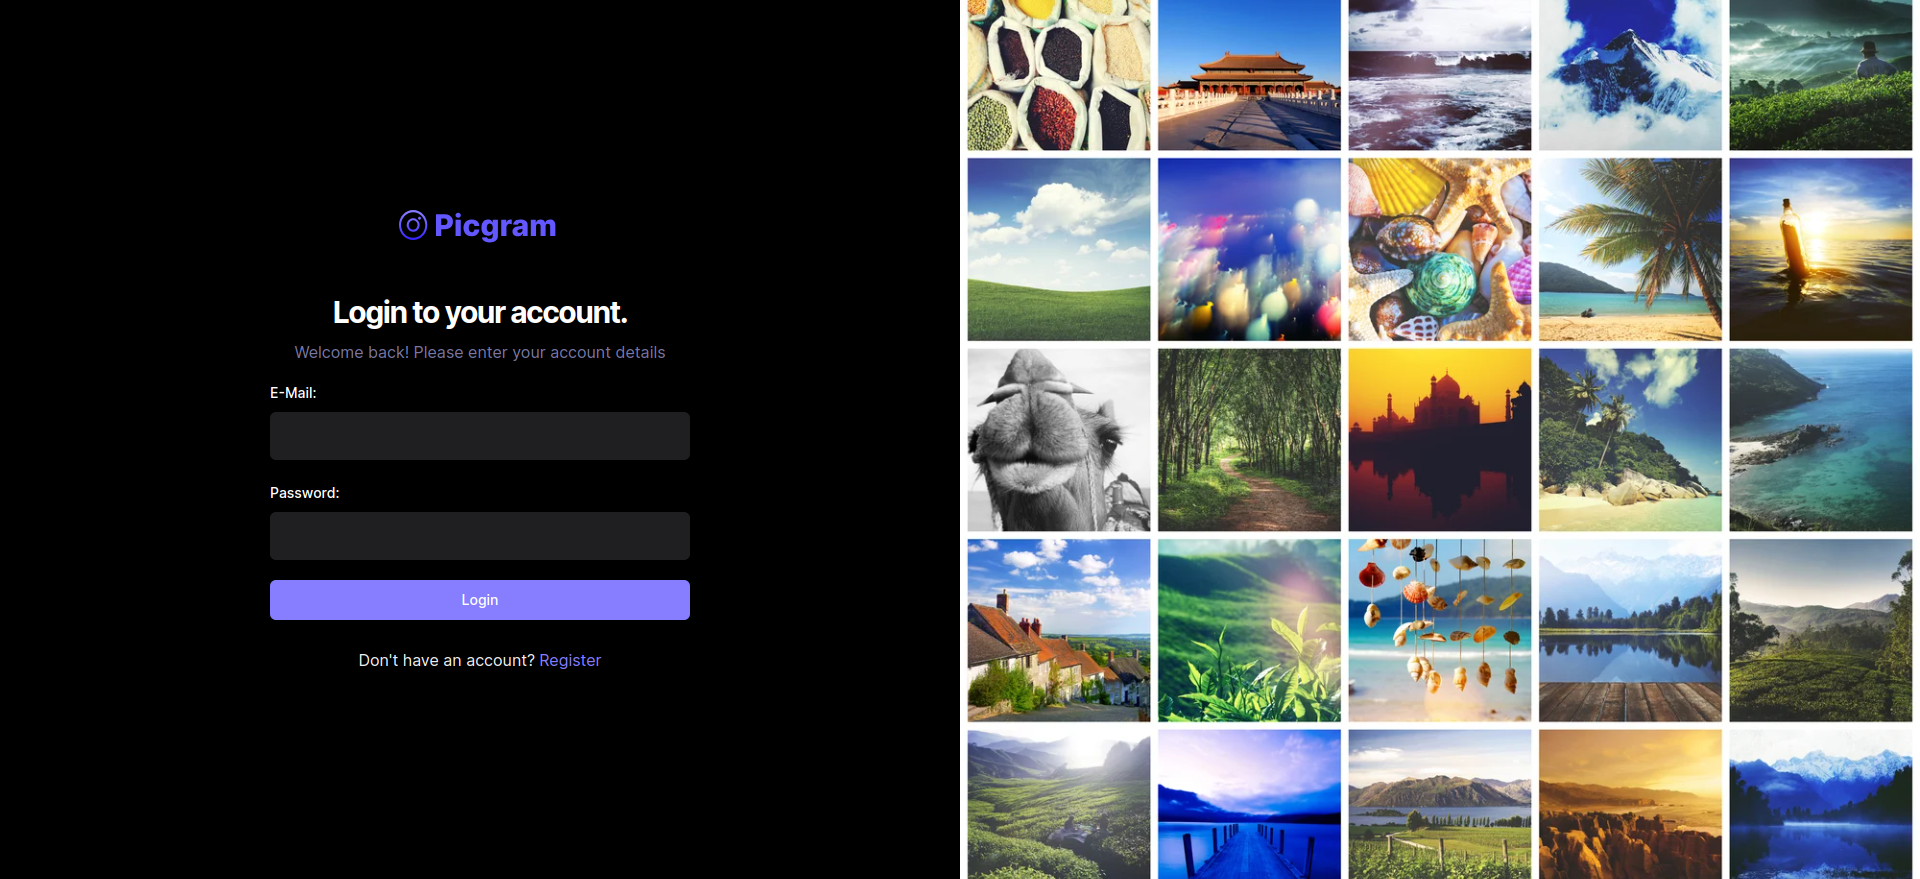 Picgram
Login to your account.
Welcome back! Please enter your account details
E-Mail:
Password:
Login
Don't have an account? Register